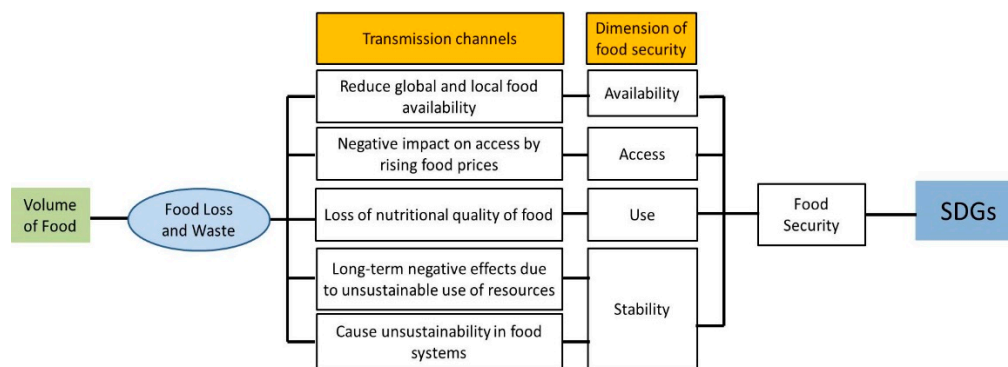 Transmission channels
Dimension of
food security
Reduce global and local food
availability
Availability
Negative impact on access by
rising food prices
Access
Volume
of Food
Food Loss
and Waste
Loss of nutritional quality of food
Use
Food
Security
SDGs
Long-term negative effects due
to unsustainable use of resources
Stability
Cause unsustainability in food
systems